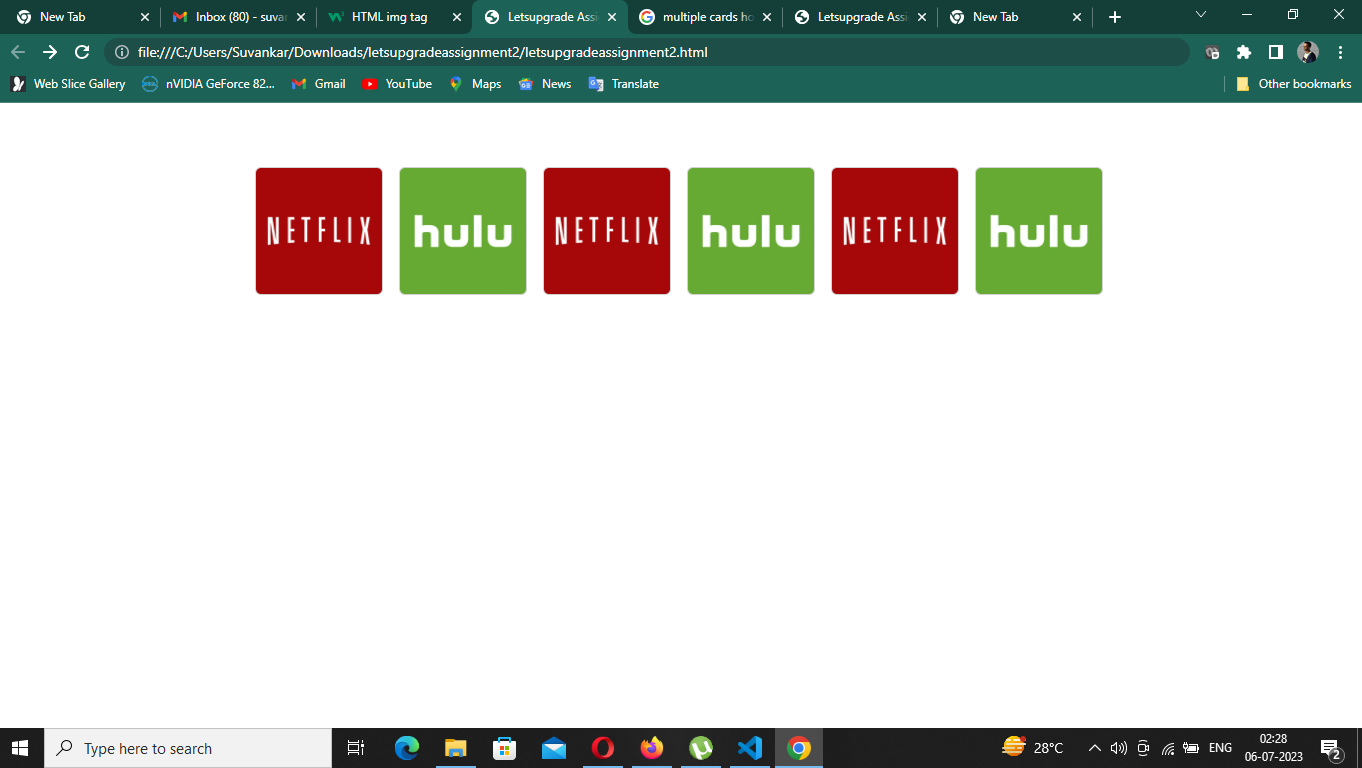 New Tab
Inbox (80) - suvan
HTML img tag
Letsupgrade Assi
multiple cards ho
Letsupgrade Assi
New Tab
file:///C:/Users/Suvankar/Downloads/letsupgradeassignment2/letsupgradeassignment2.html
Web Slice Gallery
nVIDIA GeForce 82...
Gmail
YouTube
Maps
News
Translate
Other bookmarks
NETFLIX
hulu
NETFLIX
hulu
NETFLIX
hulu
Type here to search
28°C
ENG
02:28
06-07-2023
2